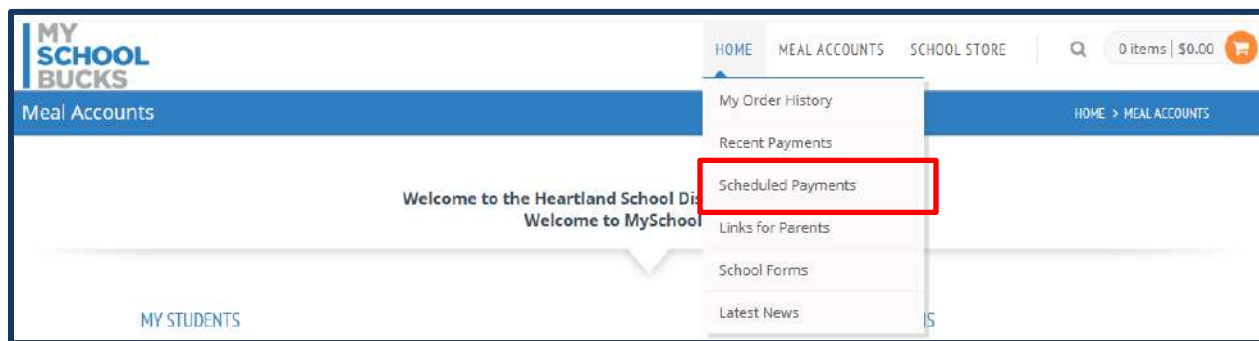 MY
SCHOOL
BUCKS
HOME MEAL ACCOUNTS SCHOOL STORE 0 items | $0.00
Meal Accounts
HOME > MEAL ACCOUNTS
My Order History
Recent Payments
Scheduled Payments
Links for Parents
School Forms
Latest News
Welcome to the Heartland School
Welcome to MySchool
MY STUDENTS